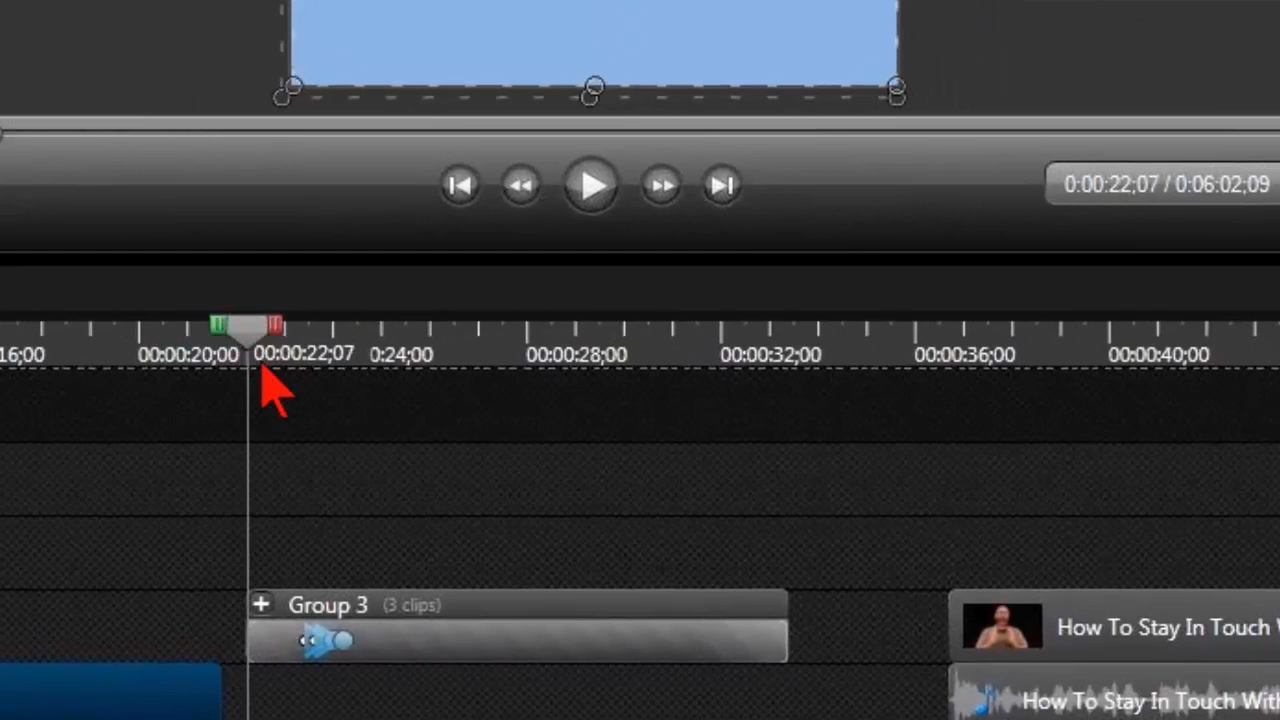 0:00:22;07 / 0:06:02;09
16;00 00:00:20;00 00:00:22;07 0:24;00 00:00:28;00 00:00:32;00 00:00:36;00 00:00:40;00
Group 3 (3 clips)
How To Stay In Touch
How To Stay In Touch With